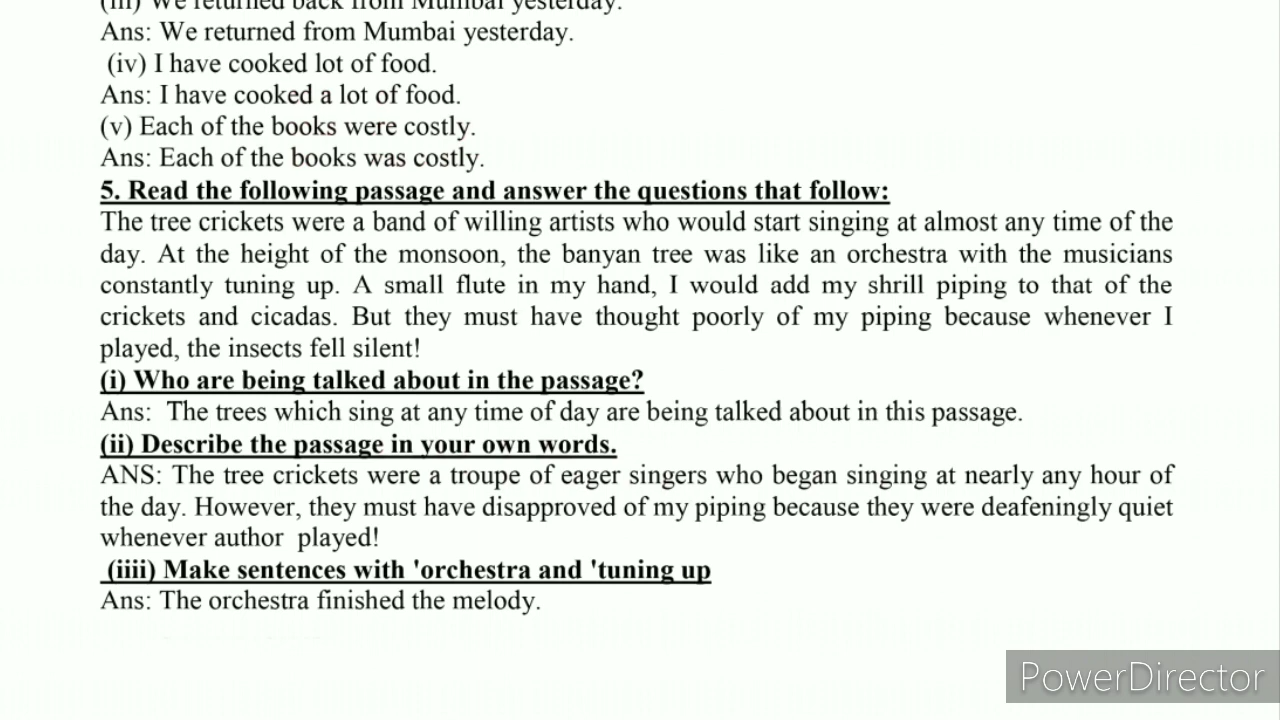 (iii) We returned back from Mumbai yesterday.
Ans: We returned from Mumbai yesterday.
(iv) I have cooked lot of food.
Ans: I have cooked a lot of food.
(v) Each of the books were costly.
Ans: Each of the books was costly.
5. Read the following passage and answer the questions that follow:
The tree crickets were a band of willing artists who would start singing at almost any time of the
day. At the height of the monsoon, the banyan tree was like an orchestra with the musicians
constantly tuning up. A small flute in my hand, I would add my shrill piping to that of the
crickets and cicadas. But they must have thought poorly of my piping because whenever I
played, the insects fell silent!
(i) Who are being talked about in the passage?
Ans: The trees which sing at any time of day are being talked about in this passage.
(ii) Describe the passage in your own words.
ANS: The tree crickets were a troupe of eager singers who began singing at nearly any hour of
the day. However, they must have disapproved of my piping because they were deafeningly quiet
whenever author played!
(iiii) Make sentences with 'orchestra and 'tuning up
Ans: The orchestra finished the melody.
PowerDirector